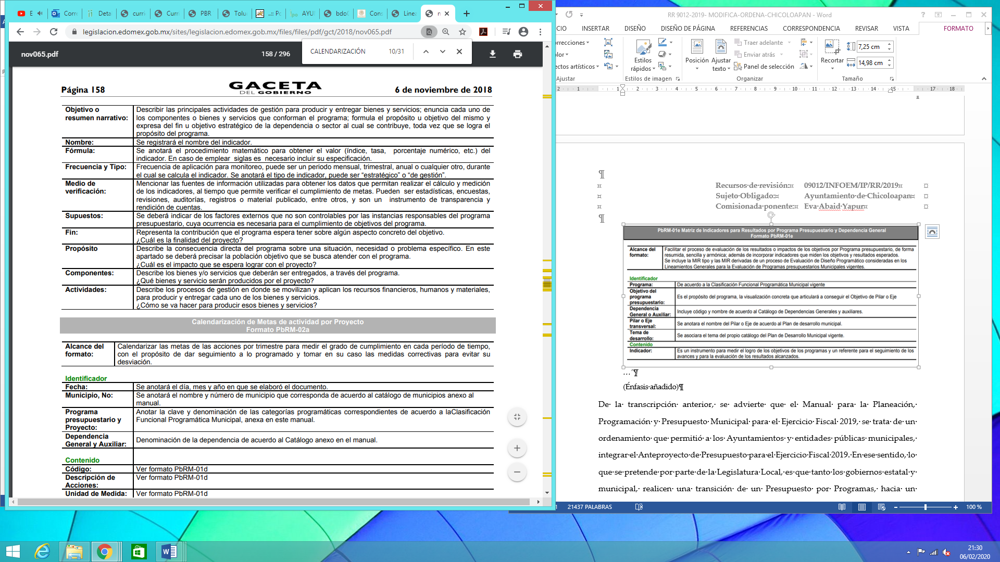 E
Corre
Deta
curri
Curr
PBR
Tolu
..:: Po
AYU
bdo
Cons
Linea
n
legislacion.edomex.gob.mx/sites/legislacion.edomex.gob.mx/files/files/pdf/gct/2018/nov065.pdf
nov065.pdf
158 / 296
CALENDARIZACIÓN 10/31
Página 158
GACETA
DEL GOBIERNO
6 de noviembre de 2018
Objetivo o resumen narrativo:
Describir las principales actividades de gestión para producir y entregar bienes y servicios; enuncia cada uno de
los componentes o bienes y servicios que conforman el programa; formula el propósito u objetivo del mismo y
expresa del fin u objetivo estratégico de la dependencia o sector al cual se contribuye, toda vez que se logra el
propósito del programa.
Nombre: Se registrará el nombre del indicador.
Fórmula: Se anotará el procedimiento matemático para obtener el valor (índice, tasa, porcentaje numérico, etc.) del
indicador. En caso de emplear siglas es necesario incluir su especificación.
Frecuencia y Tipo: Frecuencia de aplicación para monitoreo, puede ser un periodo mensual, trimestral, anual o cualquier otro, durante
el cual se calcula el indicador. Se anotará el tipo de indicador, puede ser “estratégico” o “de gestión”.
Medio de verificación:
Mencionar las fuentes de información utilizadas para obtener los datos que permitan realizar el cálculo y medición
de los indicadores, al tiempo que permite verificar el cumplimiento de metas. Pueden ser estadísticas, encuestas,
revisiones, auditorías, registros o material publicado, entre otros, y son un instrumento de transparencia y
rendición de cuentas.
Supuestos: Se deberá indicar de los factores externos que no son controlables por las instancias responsables del programa
presupuestario, cuya ocurrencia es necesaria para el cumplimiento de objetivos del programa.
Fin: Representa la contribución que el programa espera tener sobre algún aspecto concreto del objetivo.
¿Cuál es la finalidad del proyecto?
Propósito Describe la consecuencia directa del programa sobre una situación, necesidad o problema específico. En este
apartado se deberá precisar la población objetivo que se busca atender con el programa.
¿Cuál es el impacto que se espera lograr con el proyecto?
Componentes: Describe los bienes y/o servicios que deberán ser entregados, a través del programa.
¿Qué bienes y servicio serán producidos por el proyecto?
Actividades: Describe los procesos de gestión en donde se movilizan y aplican los recursos financieros, humanos y materiales,
para producir y entregar cada uno de los bienes y servicios.
¿Cómo se va hacer para producir esos bienes y servicios?
Calendarización de Metas de actividad por Proyecto
Formato PbRM-02a
Alcance del formato:
Calendarizar las metas de las acciones por trimestre para medir el grado de cumplimiento en cada período de tiempo,
con el propósito de dar seguimiento a lo programado y tomar en su caso las medidas correctivas para evitar su
desviación.
Identificador
Fecha: Se anotará el día, mes y año en que se elaboró el documento.
Municipio, No: Se anotará el nombre y número de municipio que corresponda de acuerdo al catálogo de municipios anexo al
manual.
Programa presupuestario y Proyecto:
Anotar la clave y denominación de las categorías programáticas correspondientes de acuerdo a laClasificación
Funcional Programática Municipal, anexa en este manual.
Dependencia General y Auxiliar:
Denominación de la dependencia de acuerdo al Catálogo anexo en el manual.
Contenido
Código: Ver formato PbRM-01d
Descripción de Acciones: Ver formato PbRM-01d
Unidad de Medida: Ver formato PbRM-01d
RR 9012-2019- MODIFICA-ORDENA-CHICOLOAPAN - Word
CIO INSERTAR DISEÑO DISEÑO DE PÁGINA REFERENCIAS CORRESPONDENCIA REVISAR VISTA FORMATO
orrecciones
olor
ectos artísticos
Ajustar
Estilos rápidos
Estilos de imagen
Posición
Ajustar texto
Traer adelante
Enviar atrás
Panel de selección
Organizar
Recortar
7,25 cm
14,98 cm
Tamaño
2 1 1 2 3 4 5 6 7 8 9 10 11 12 13 14 15 17 18
¶
Recursos·de·revisión:¤ 09012/INFOEM/IP/RR/2019¤
Sujeto·Obligado:¤ Ayuntamiento·de·Chicoloapan¤
Comisionada·ponente:¤ Eva·Abaid·Yapur¤
¶
PbRM-01e Matriz de Indicadores para Resultados por Programa Presupuestario y Dependencia General
Formato PbRM-01e
Alcance del formato:
Facilitar el proceso de evaluación de los resultados o impactos de los objetivos por Programa presupuestario, de forma
resumida, sencilla y armónica; además de incorporar indicadores que miden los objetivos y resultados esperados.
Se incluye la MIR tipo y las MIR derivadas de un proceso de Evaluación de Diseño Programático consideradas en los
Lineamientos Generales para la Evaluación de Programas presupuestarios Municipales vigentes.
Identificador
Programa: De acuerdo a la Clasificación Funcional Programática Municipal vigente
Objetivo del programa presupuestario:
Es el propósito del programa, la visualización concreta que articulará a conseguir el Objetivo de Pilar o Eje
Dependencia General o Auxiliar:
Incluye código y nombre de acuerdo al Catálogo de Dependencias Generales y auxiliares.
Pilar o Eje transversal:
Se anotara el nombre del Pilar o Eje de acuerdo al Plan de desarrollo municipal.
Tema de desarrollo:
Se asociara el tema del propio catálogo del Plan de Desarrollo Municipal vigente.
Contenido
Indicador: Es un instrumento para medir el logro de los objetivos de los programas y un referente para el seguimiento de los
avances y para la evaluación de los resultados alcanzados.
…”¶
(Énfasis·añadido)¶
De· la· transcripción· anterior,· se· advierte· que· el· Manual· para· la· Planeación,·
Programación·y·Presupuesto·Municipal·para·el·Ejercicio·Fiscal·2019,·se·trata·de·un·
ordenamiento·que·permitió·a·los·Ayuntamientos·y·entidades·públicas·municipales,·
integrar·el·Anteproyecto·de·Presupuesto·para·el·Ejercicio·Fiscal·2019.·En·ese·sentido,·lo·
que·se·pretende·por·parte·de·la·Legislatura·Local,·es·que·tanto·los·gobiernos·estatal·y·
municipal,· realicen· una· transición· de· un· Presupuesto· por· Programas,· hacia· un·
21437 PALABRAS
100 %
21:30
06/02/2020